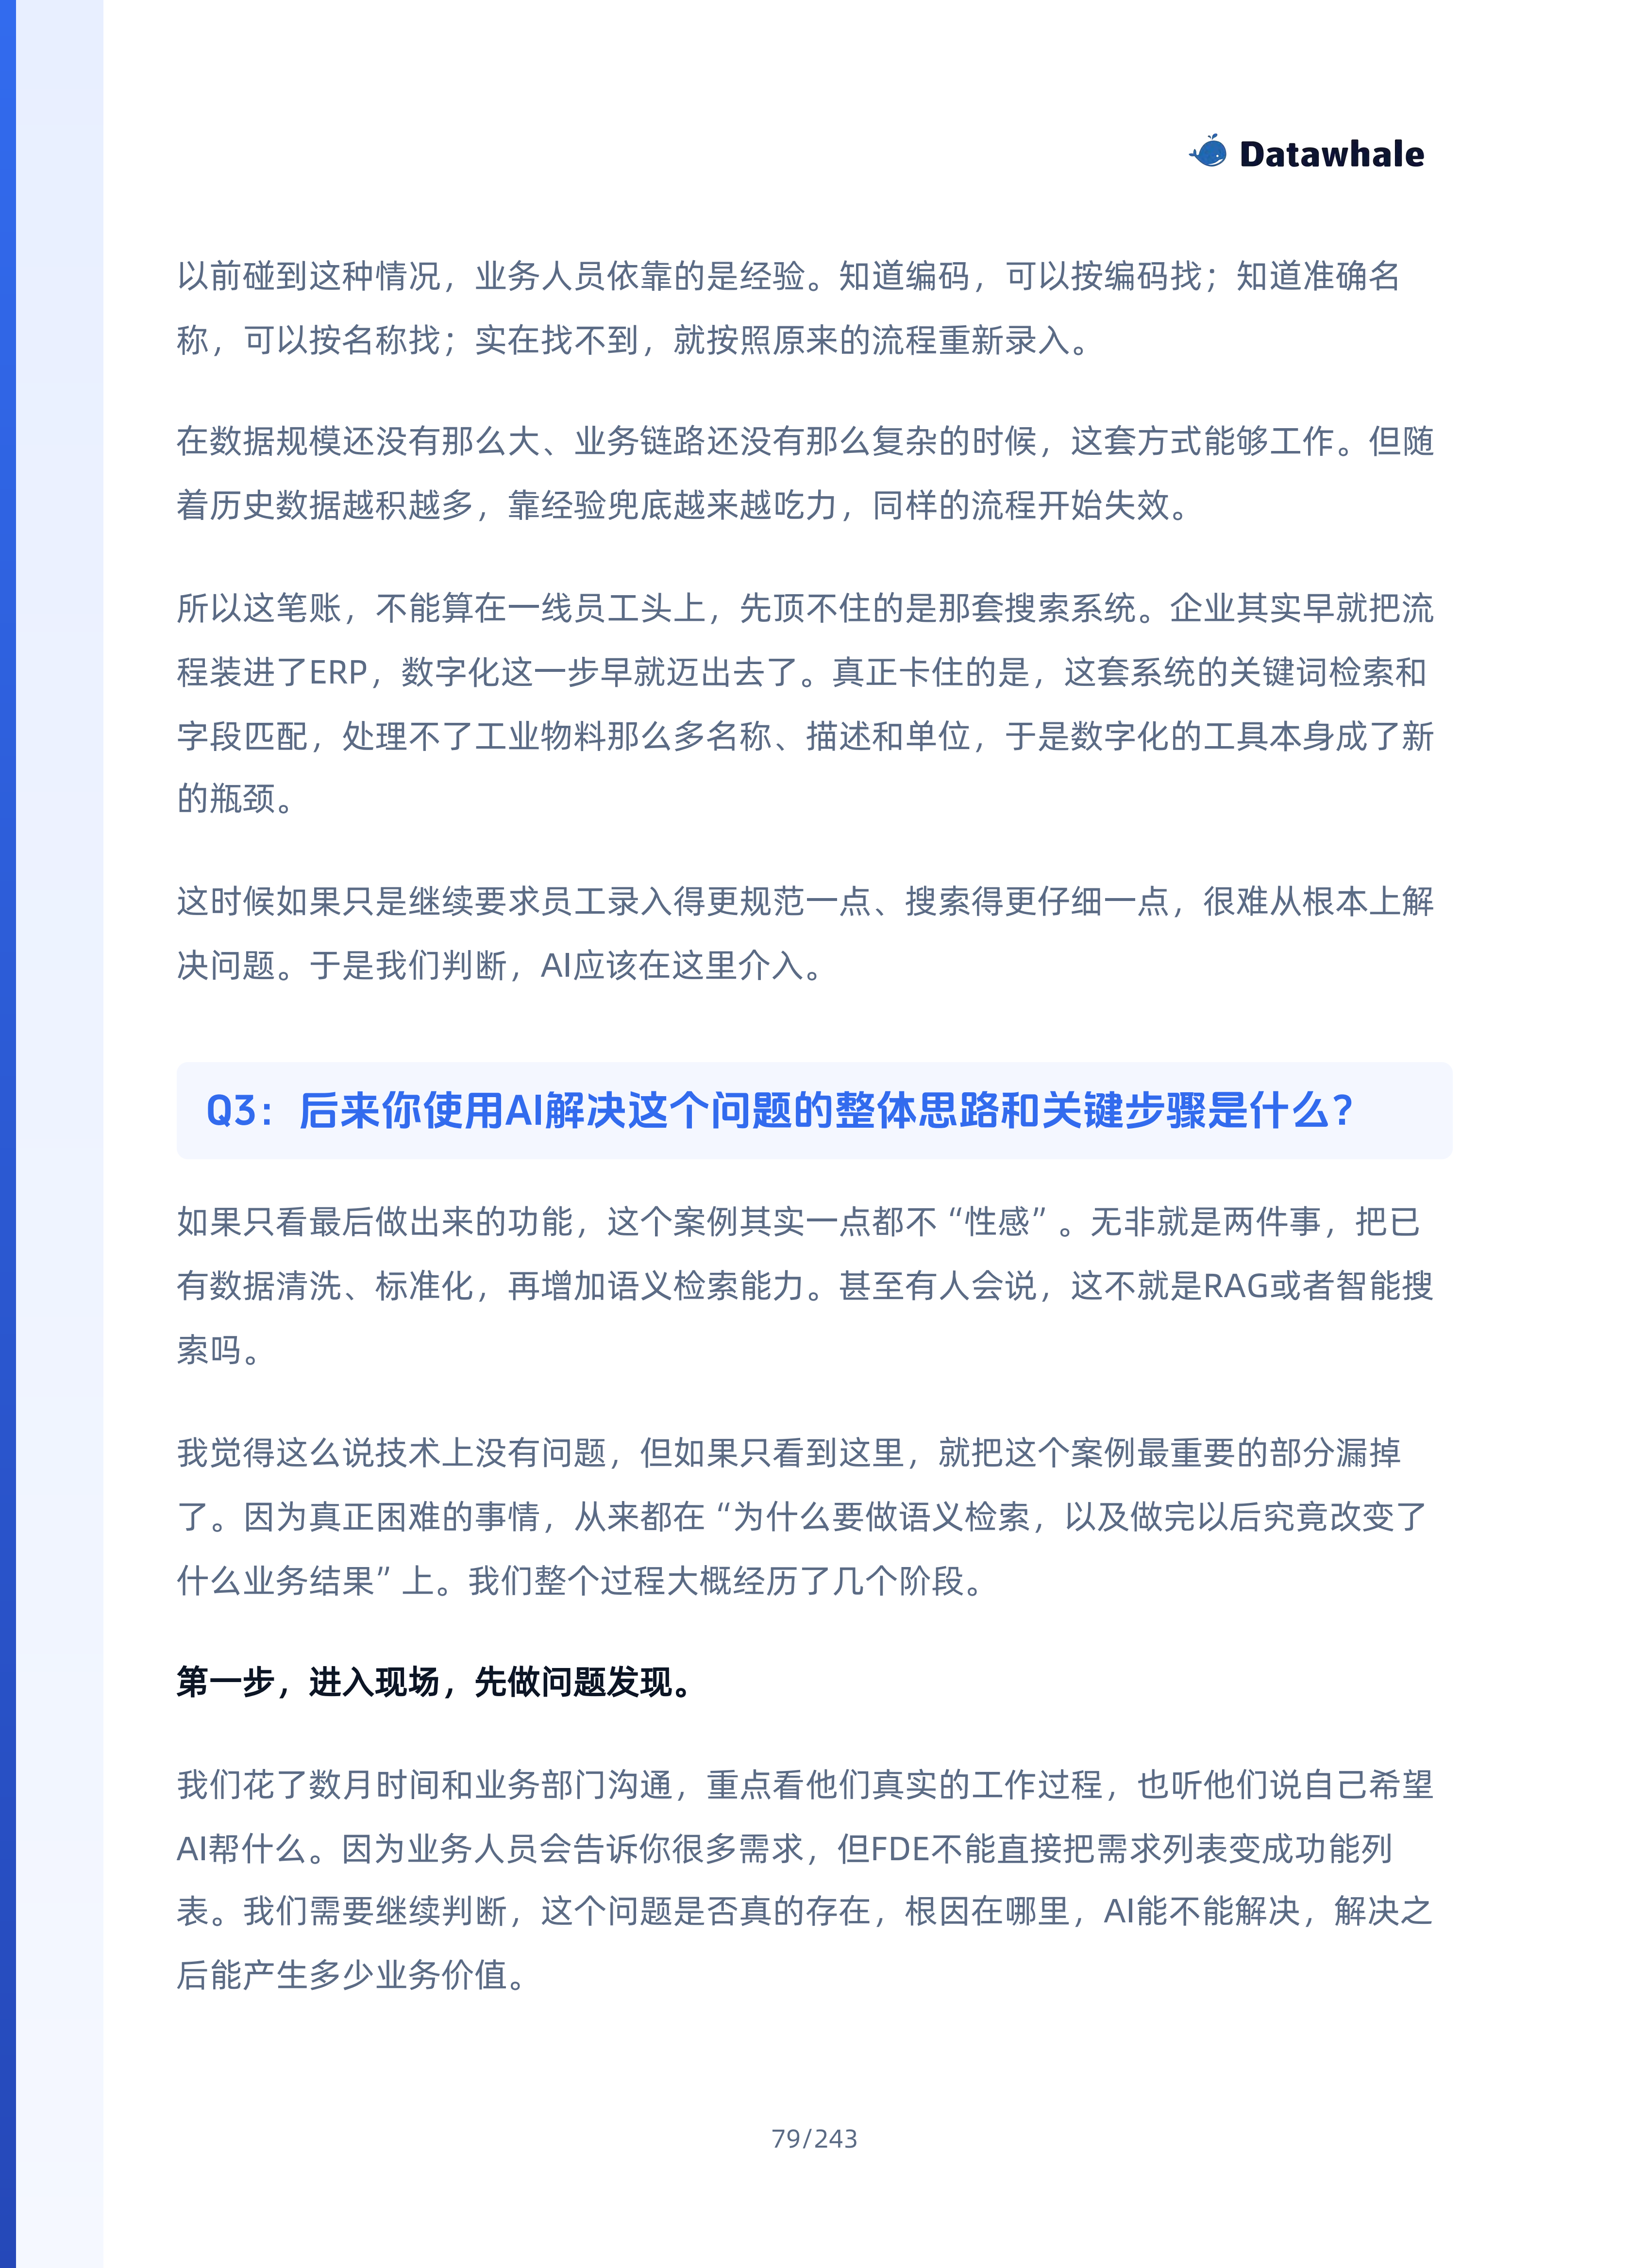 Datawhale
以前碰到这种情况，业务人员依靠的是经验。知道编码，可以按编码找；知道准确名
称，可以按名称找；实在找不到，就按照原来的流程重新录入。
在数据规模还没有那么大、业务链路还没有那么复杂的时候，这套方式能够工作。但随
着历史数据越积越多，靠经验兜底越来越吃力，同样的流程开始失效。
所以这笔账，不能算在一线员工头上，先顶不住的是那套搜索系统。企业其实早就把流
程装进了ERP，数字化这一步早就迈出去了。真正卡住的是，这套系统的关键词检索和
字段匹配，处理不了工业物料那么多名称、描述和单位，于是数字化的工具本身成了新
的瓶颈。
这时候如果只是继续要求员工录入得更规范一点、搜索得更仔细一点，很难从根本上解
决问题。于是我们判断，AI应该在这里介入。
Q3：后来你使用AI解决这个问题的整体思路和关键步骤是什么？
如果只看最后做出来的功能，这个案例其实一点都不“性感”。无非就是两件事，把已
有数据清洗、标准化，再增加语义检索能力。甚至有人会说，这不就是RAG或者智能搜
索吗。
我觉得这么说技术上没有问题，但如果只看到这里，就把这个案例最重要的部分漏掉
了。因为真正困难的事情，从来都在“为什么要做语义检索，以及做完以后究竟改变了
什么业务结果”上。我们整个过程大概经历了几个阶段。
第一步，进入现场，先做问题发现。
我们花了数月时间和业务部门沟通，重点看他们真实的工作过程，也听他们说自己希望
AI帮什么。因为业务人员会告诉你很多需求，但FDE不能直接把需求列表变成功能列
表。我们需要继续判断，这个问题是否真的存在，根因在哪里，AI能不能解决，解决之
后能产生多少业务价值。
79/243